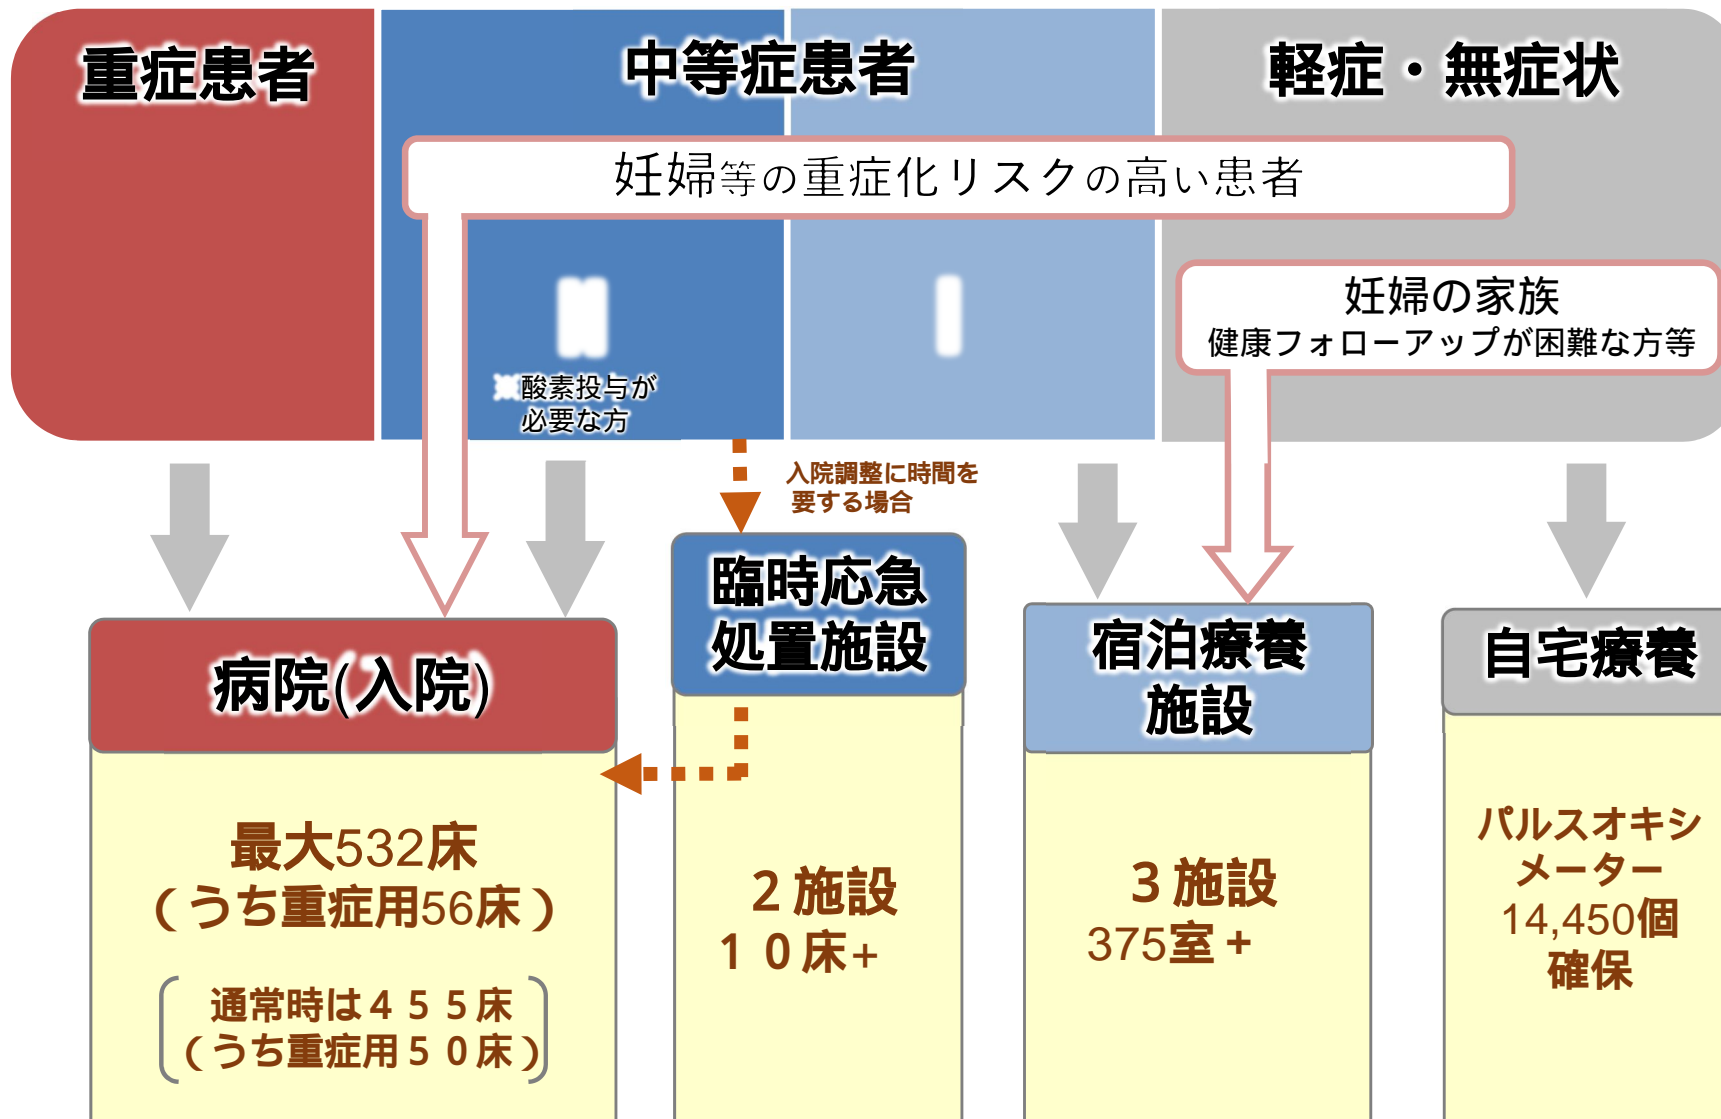 重症患者
中等症患者
軽症・無症状
妊婦等の重症化リスクの高い患者
妊婦の家族
健康フォローアップが困難な方等
※酸素投与が
必要な方
入院調整に時間を
要する場合
病院(入院)
臨時応急
処置施設
宿泊療養
施設
自宅療養
最大532床
（うち重症用56床）
通常時は４５５床
（うち重症用５０床）
２施設
１０床+
３施設
375室+
パルスオキシ
メーター
14,450個
確保